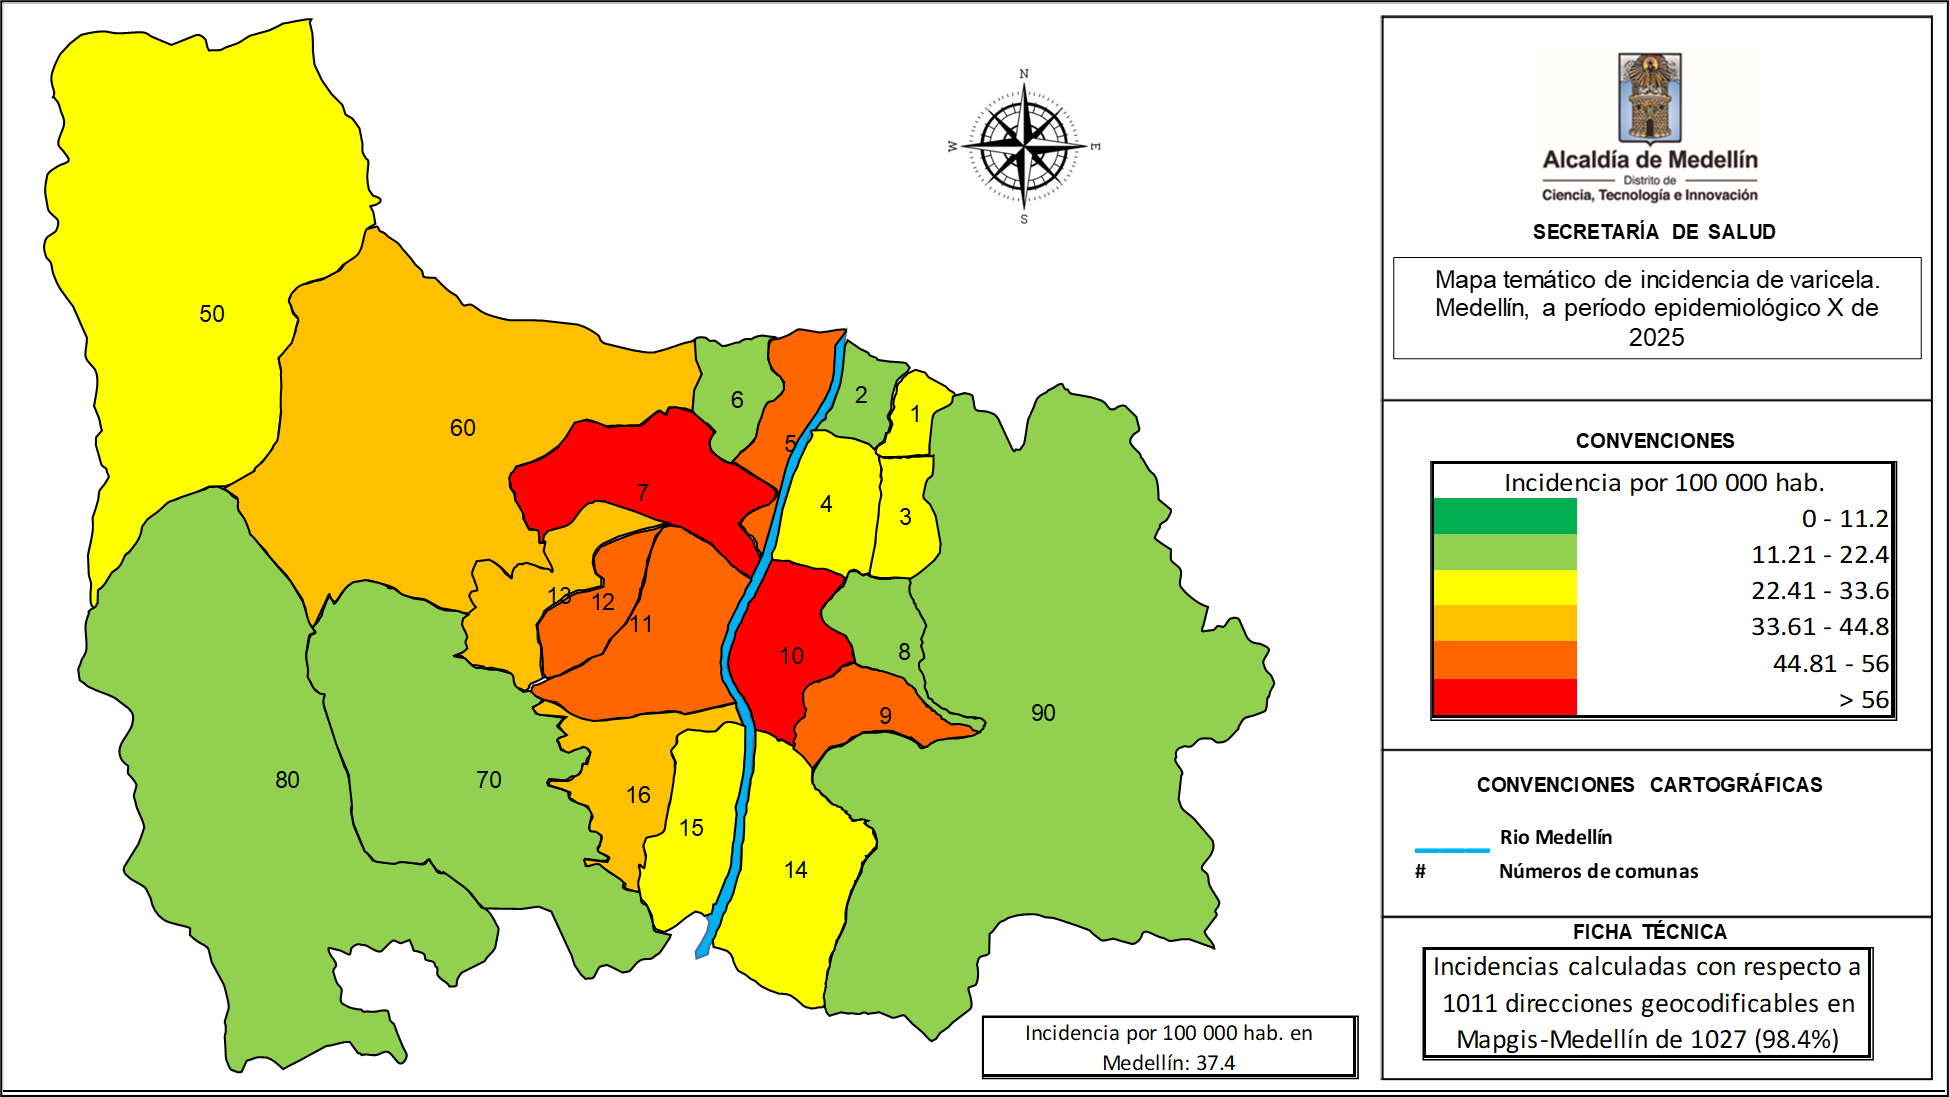 N
W
E
S
50
60
6
5
2
1
7
4
3
13
12
11
10
8
9
90
80
70
16
15
14
Incidencia por 100 000 hab. en
Medellín: 37.4
Alcaldía de Medellín
Distrito de
Ciencia, Tecnología e Innovación
SECRETARÍA DE SALUD
Mapa temático de incidencia de varicela.
Medellín, a período epidemiológico X de
2025
CONVENCIONES
Incidencia por 100 000 hab.
0 - 11.2
11.21 - 22.4
22.41 - 33.6
33.61 - 44.8
44.81 - 56
> 56
CONVENCIONES CARTOGRÁFICAS
Rio Medellín
# Números de comunas
FICHA TÉCNICA
Incidencias calculadas con respecto a
1011 direcciones geocodificables en
Mapgis-Medellín de 1027 (98.4%)